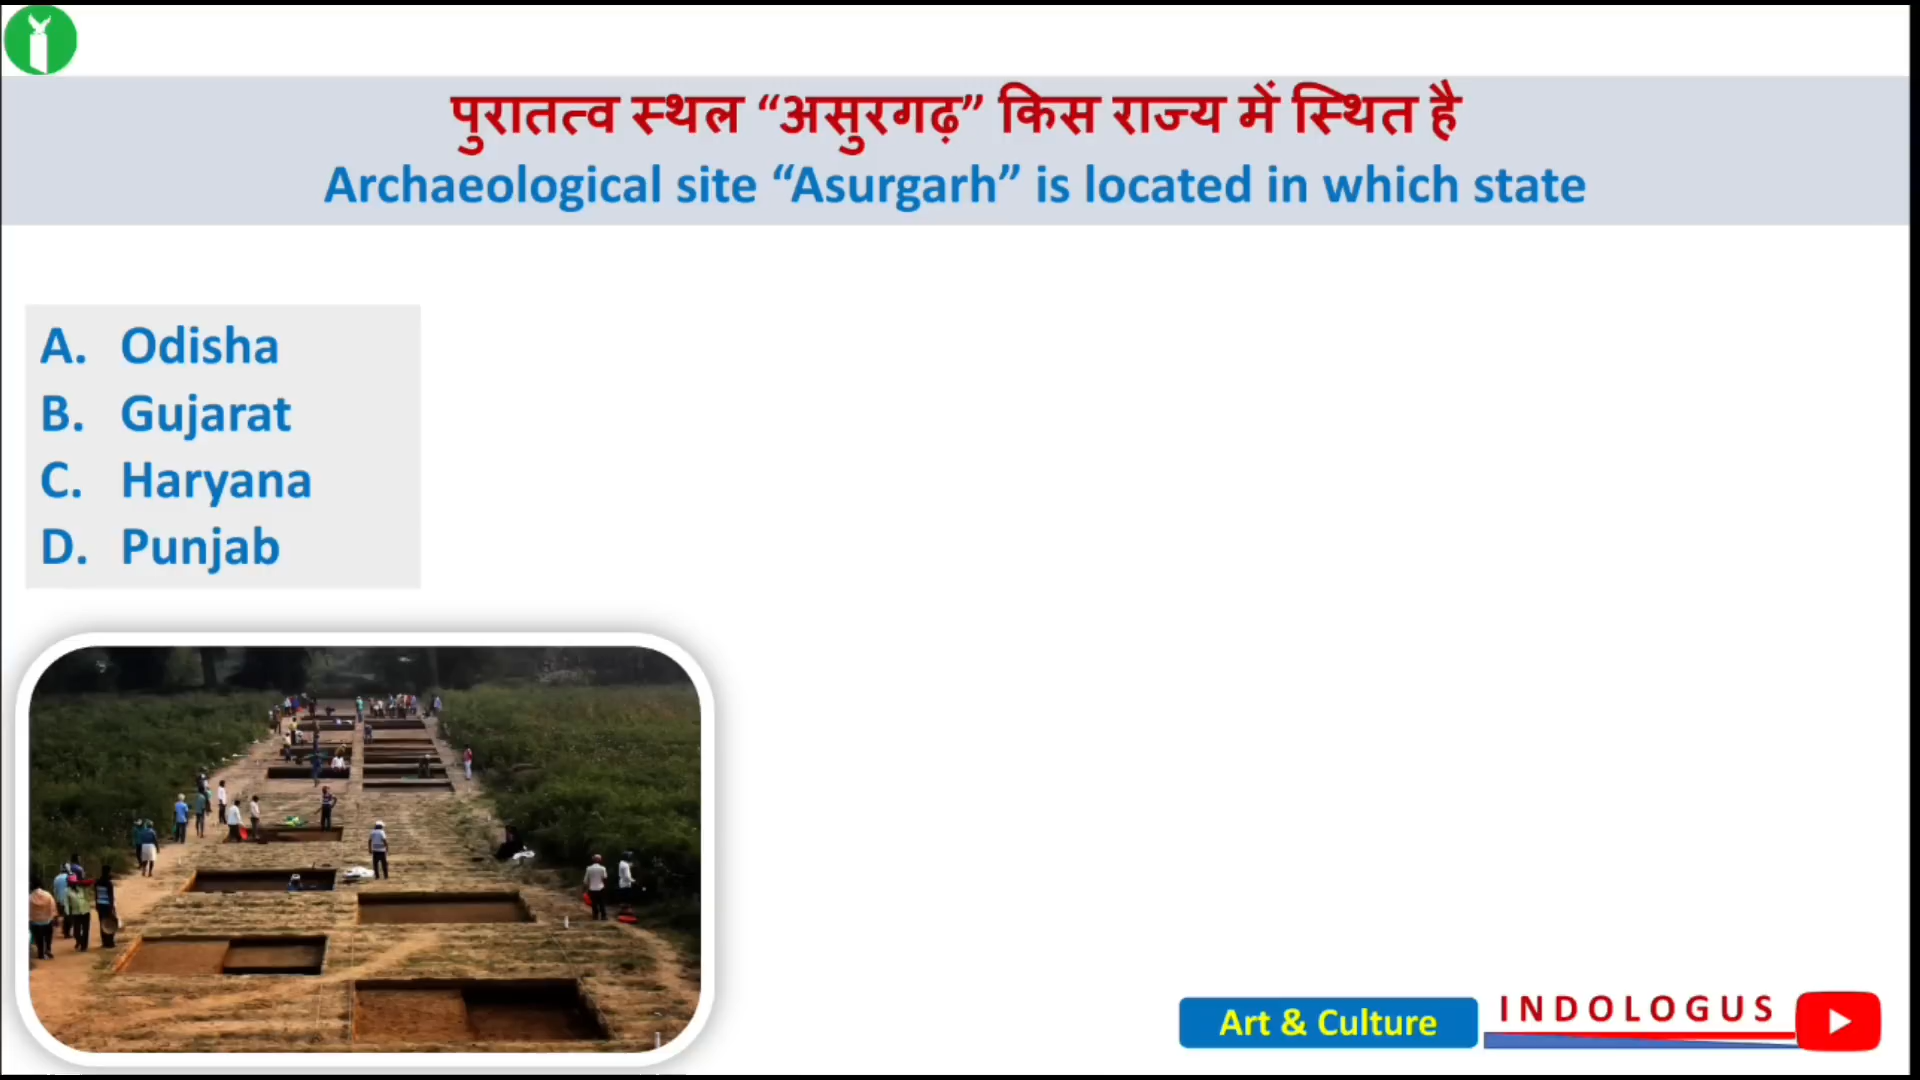 पुरातत्व स्थल “असुरगढ़” किस राज्य में स्थित है
Archaeological site “Asurgarh” is located in which state
A. Odisha
B. Gujarat
C. Haryana
D. Punjab
Art & Culture
INDOLOGUS